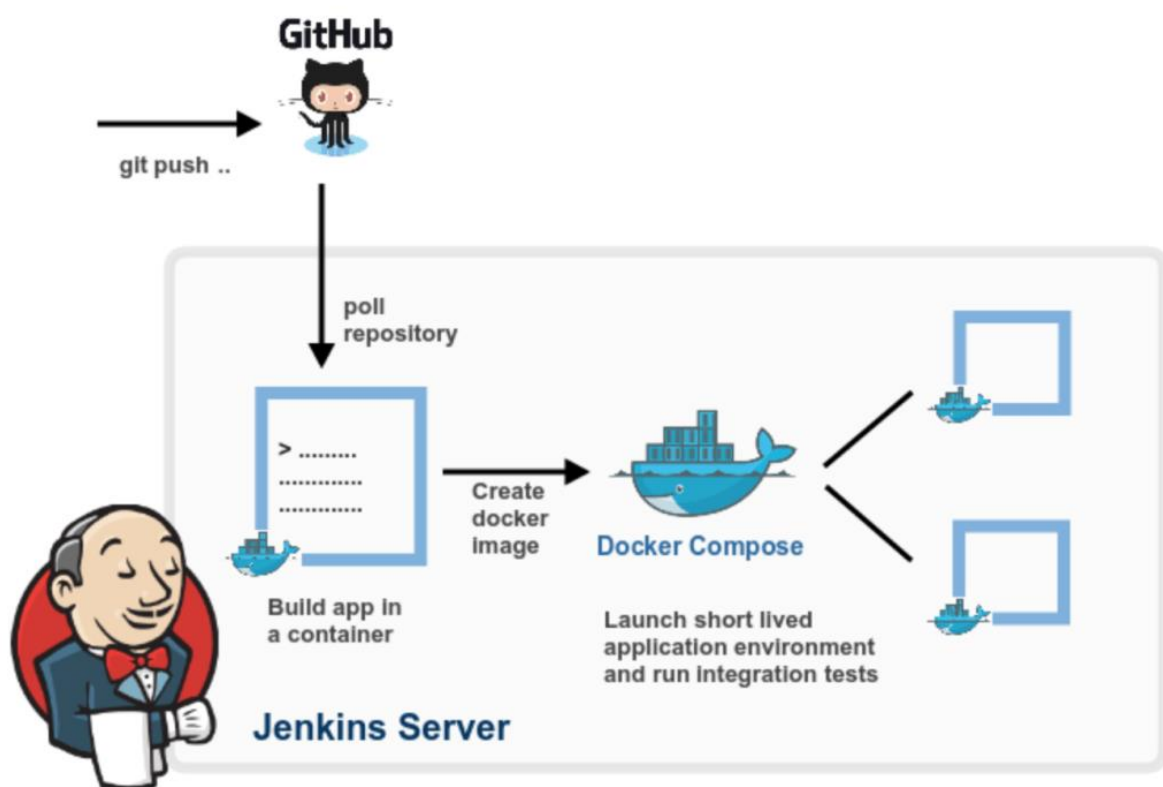 GitHub
git push ..
poll
repository
> .........
.............
.............
Create
docker
image
Docker Compose
Build app in
a container
Launch short lived
application environment
and run integration tests
Jenkins Server